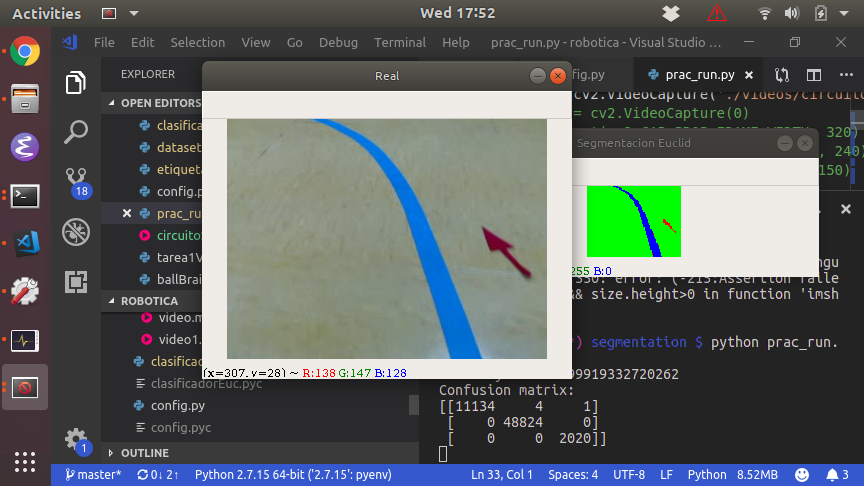 Activities
Wed 17:52
File Edit Selection View Go Debug Terminal Help prac_run.py - robotica - Visual Studio ...
EXPLORER
OPEN EDITORS
clasifica
dataset
etiqueta
config.p
prac_ru
circuito
tarea1V
ballBrai
ROBOTICA
video.m
video1.
clasificad
clasificadorEuc.pyc
config.py
config.pyc
OUTLINE
18
1
Real
(x=307, y=28) ~ R:138 G:147 B:128
fig.py
prac_run.py
cv2.VideoCapture('./videos/circuito
= cv2.VideoCapture(0)
320)
, 240)
150)
Segmentacion Euclid
255 B:0
ngu
error: (-215:Assertion faile
&& size.height>0 in function 'imsh
) segmentation $ python prac_run.
99919332720262
Confusion matrix:
[[11134 4 1]
[ 0 48824 0]
[ 0 0 2020]]
master* 0↓ 2↑ Python 2.7.15 64-bit ('2.7.15': pyenv) Ln 33, Col 1 Spaces: 4 UTF-8 LF Python 8.52MB 3